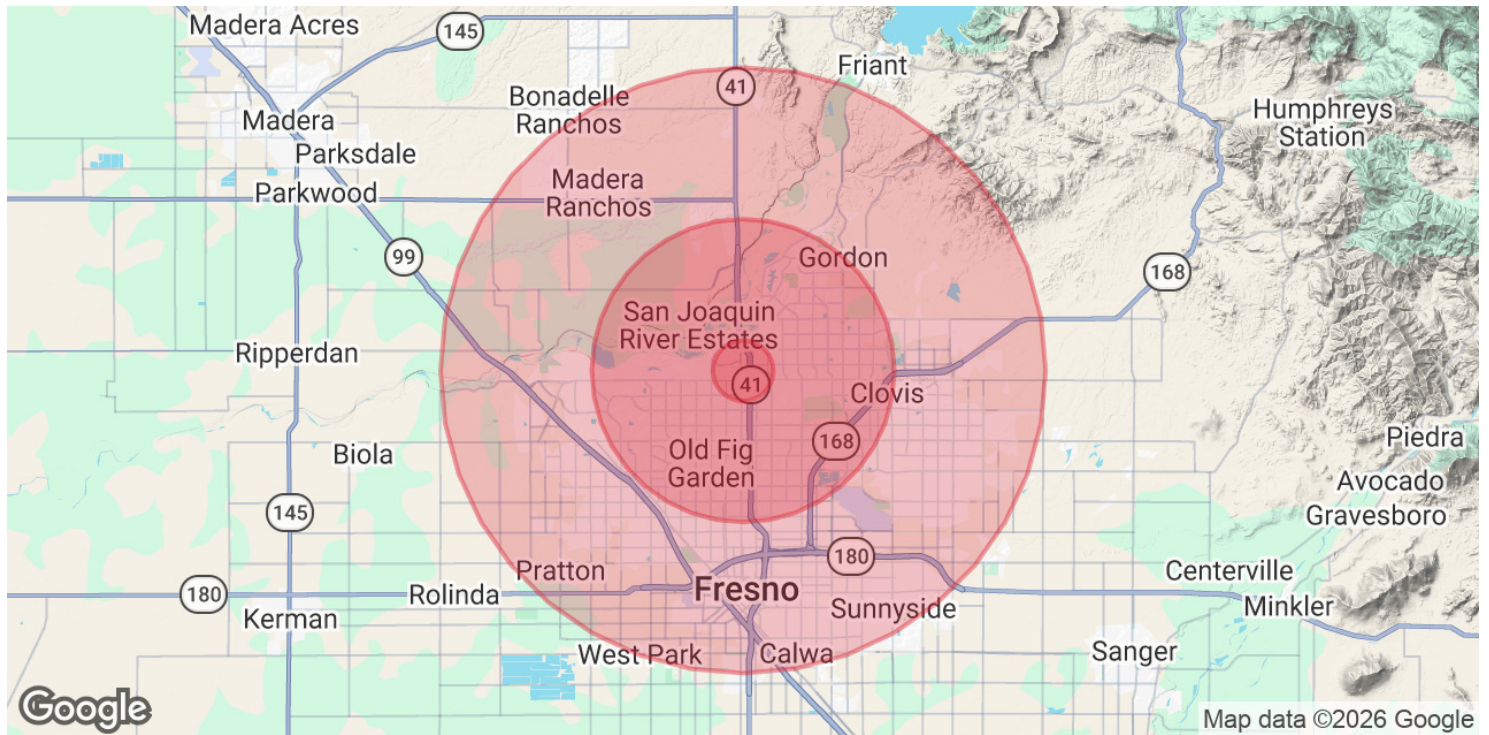 Madera Acres
145
41
Friant
Bonadelle
Ranchos
Humphreys
Station
Madera
Parksdale
Parkwood
Madera
Ranchos
99
Gordon
168
San Joaquin
River Estates
Ripperdan
41
Clovis
Biola
Old Fig
Garden
168
Piedra
Avocado
Gravesboro
145
180
Pratton
Centerville
180
Rolinda
Fresno
Sunnyside
Minkler
Kerman
West Park
Calwa
Sanger
Google
Map data ©2026 Google